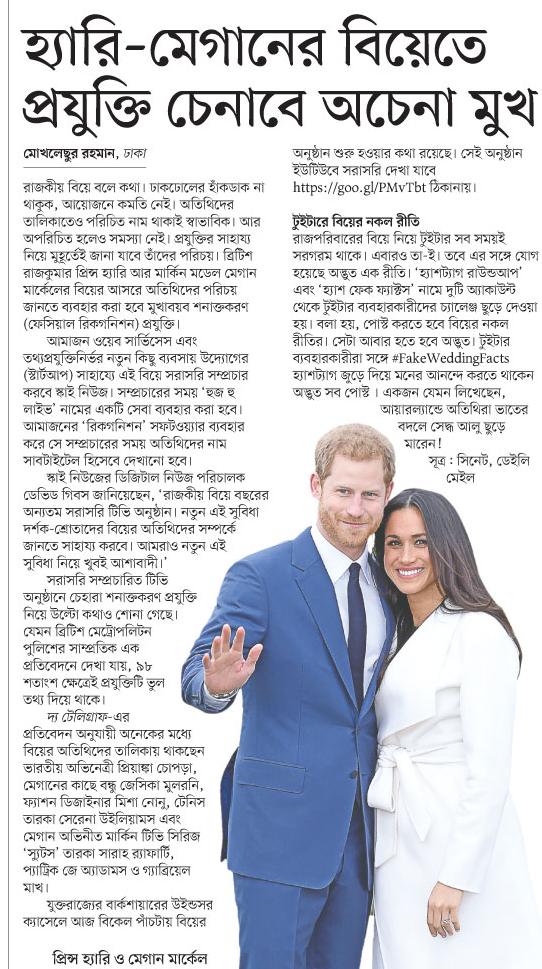 হ্যারি-মেগানের বিয়েতে
প্রযুক্তি চেনাবে অচেনা মুখ
মোখলেছুর রহমান, ঢাকা
রাজকীয় বিয়ে বলে কথা। ঢাকঢোলের হাঁকডাক না
থাকুক, আয়োজনে কমতি নেই। অতিথিদের
তালিকাতেও পরিচিত নাম থাকাই স্বাভাবিক। আর
অপরিচিত হলেও সমস্যা নেই। প্রযুক্তির সাহায্য
নিয়ে মুহূর্তেই জানা যাবে তাঁদের পরিচয়। ব্রিটিশ
রাজকুমার প্রিন্স হ্যারি আর মার্কিন মডেল মেগান
মার্কেলের বিয়ের আসরে অতিথিদের পরিচয়
জানতে ব্যবহার করা হবে মুখাবয়ব শনাক্তকরণ
(ফেসিয়াল রিকগনিশন) প্রযুক্তি।
আমাজন ওয়েব সার্ভিসেস এবং
তথ্যপ্রযুক্তিনির্ভর নতুন কিছু ব্যবসায় উদ্যোগের
(স্টার্টআপ) সাহায্যে এই বিয়ে সরাসরি সম্প্রচার
করবে স্কাই নিউজ। সম্প্রচারের সময় ‘হুজ হু
লাইভ’ নামের একটি সেবা ব্যবহার করা হবে।
আমাজনের ‘রিকগনিশন’ সফটওয়্যার ব্যবহার
করে সে সম্প্রচারের সময় অতিথিদের নাম
সাবটাইটেল হিসেবে দেখানো হবে।
স্কাই নিউজের ডিজিটাল নিউজ পরিচালক
ডেভিড গিবস জানিয়েছেন, ‘রাজকীয় বিয়ে বছরের
অন্যতম সরাসরি টিভি অনুষ্ঠান। নতুন এই সুবিধা
দর্শক-শ্রোতাদের বিয়ের অতিথিদের সম্পর্কে
জানতে সাহায্য করবে। আমরাও নতুন এই
সুবিধা নিয়ে খুবই আশাবাদী।’
সরাসরি সম্প্রচারিত টিভি
অনুষ্ঠানে চেহারা শনাক্তকরণ প্রযুক্তি
নিয়ে উল্টো কথাও শোনা গেছে।
যেমন ব্রিটিশ মেট্রোপলিটন
পুলিশের সাম্প্রতিক এক
প্রতিবেদনে দেখা যায়, ৯৮
শতাংশ ক্ষেত্রেই প্রযুক্তিটি ভুল
তথ্য দিয়ে থাকে।
দ্য টেলিগ্রাফ-এর
প্রতিবেদন অনুযায়ী অনেকের মধ্যে
বিয়ের অতিথিদের তালিকায় থাকছেন
ভারতীয় অভিনেত্রী প্রিয়াঙ্কা চোপড়া,
মেগানের কাছে বন্ধু জেসিকা মুলরনি,
ফ্যাশন ডিজাইনার মিশা নোনু, টেনিস
তারকা সেরেনা উইলিয়ামস এবং
মেগান অভিনীত মার্কিন টিভি সিরিজ
‘স্যুটস’ তারকা সারাহ র‍্যাফার্টি,
প্যাট্রিক জে অ্যাডামস ও গ্যাব্রিয়েল
মাখ।
যুক্তরাজ্যের বার্কশায়ারের উইন্ডসর
ক্যাসেলে আজ বিকেল পাঁচটায় বিয়ের
প্রিন্স হ্যারি ও মেগান মার্কেল
অনুষ্ঠান শুরু হওয়ার কথা রয়েছে। সেই অনুষ্ঠান
ইউটিউবে সরাসরি দেখা যাবে
https://goo.gl/PMvTbt ঠিকানায়।
টুইটারে বিয়ের নকল রীতি
রাজপরিবারের বিয়ে নিয়ে টুইটার সব সময়ই
সরগরম থাকে। এবারও তা-ই। তবে এর সঙ্গে যোগ
হয়েছে অদ্ভুত এক রীতি। ‘হ্যাশট্যাগ রাউন্ডআপ’
এবং ‘হ্যাশ ফেক ফ্যাক্টস’ নামে দুটি অ্যাকাউন্ট
থেকে টুইটার ব্যবহারকারীদের চ্যালেঞ্জ ছুড়ে দেওয়া
হয়। বলা হয়, পোস্ট করতে হবে বিয়ের নকল
রীতির। সেটা আবার হতে হবে অদ্ভুত। টুইটার
ব্যবহারকারীরা সঙ্গে #FakeWeddingFacts
হ্যাশট্যাগ জুড়ে দিয়ে মনের আনন্দে করতে থাকেন
অদ্ভুত সব পোস্ট । একজন যেমন লিখেছেন,
আয়ারল্যান্ডে অতিথিরা ভাতের
বদলে সেদ্ধ আলু ছুড়ে
মারেন!
সূত্র : সিনেট, ডেইলি
মেইল